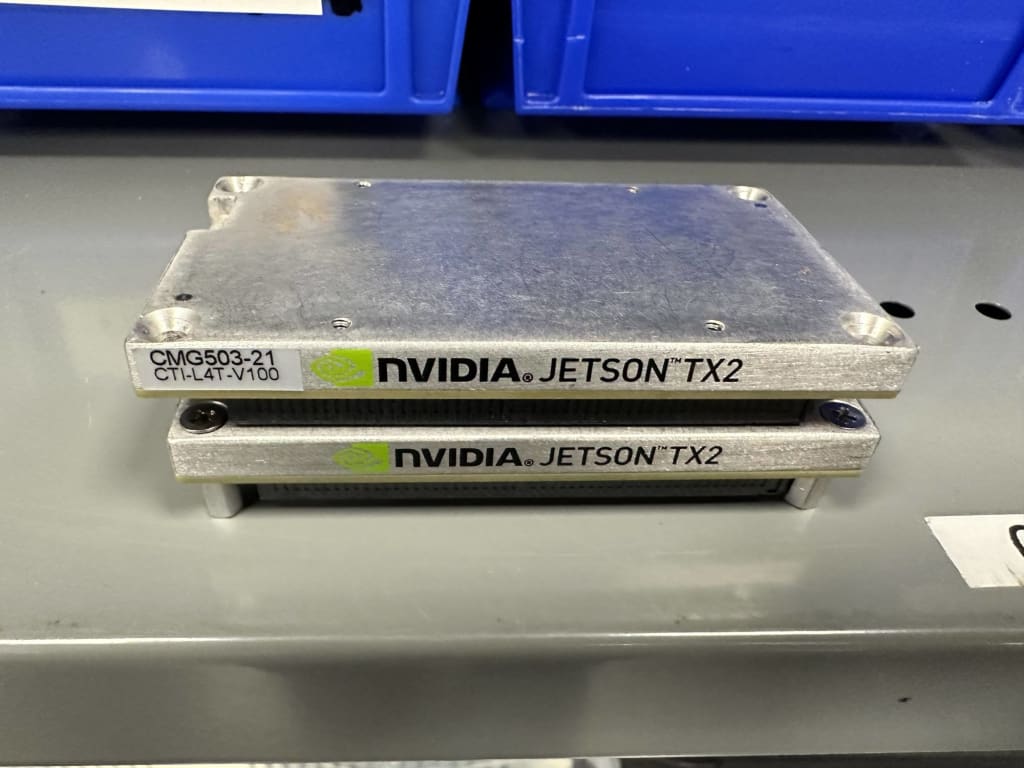 CMG503-21
CTI-L4T-V100
NVIDIA® JETSON™ TX2
NVIDIA® JETSON™ TX2